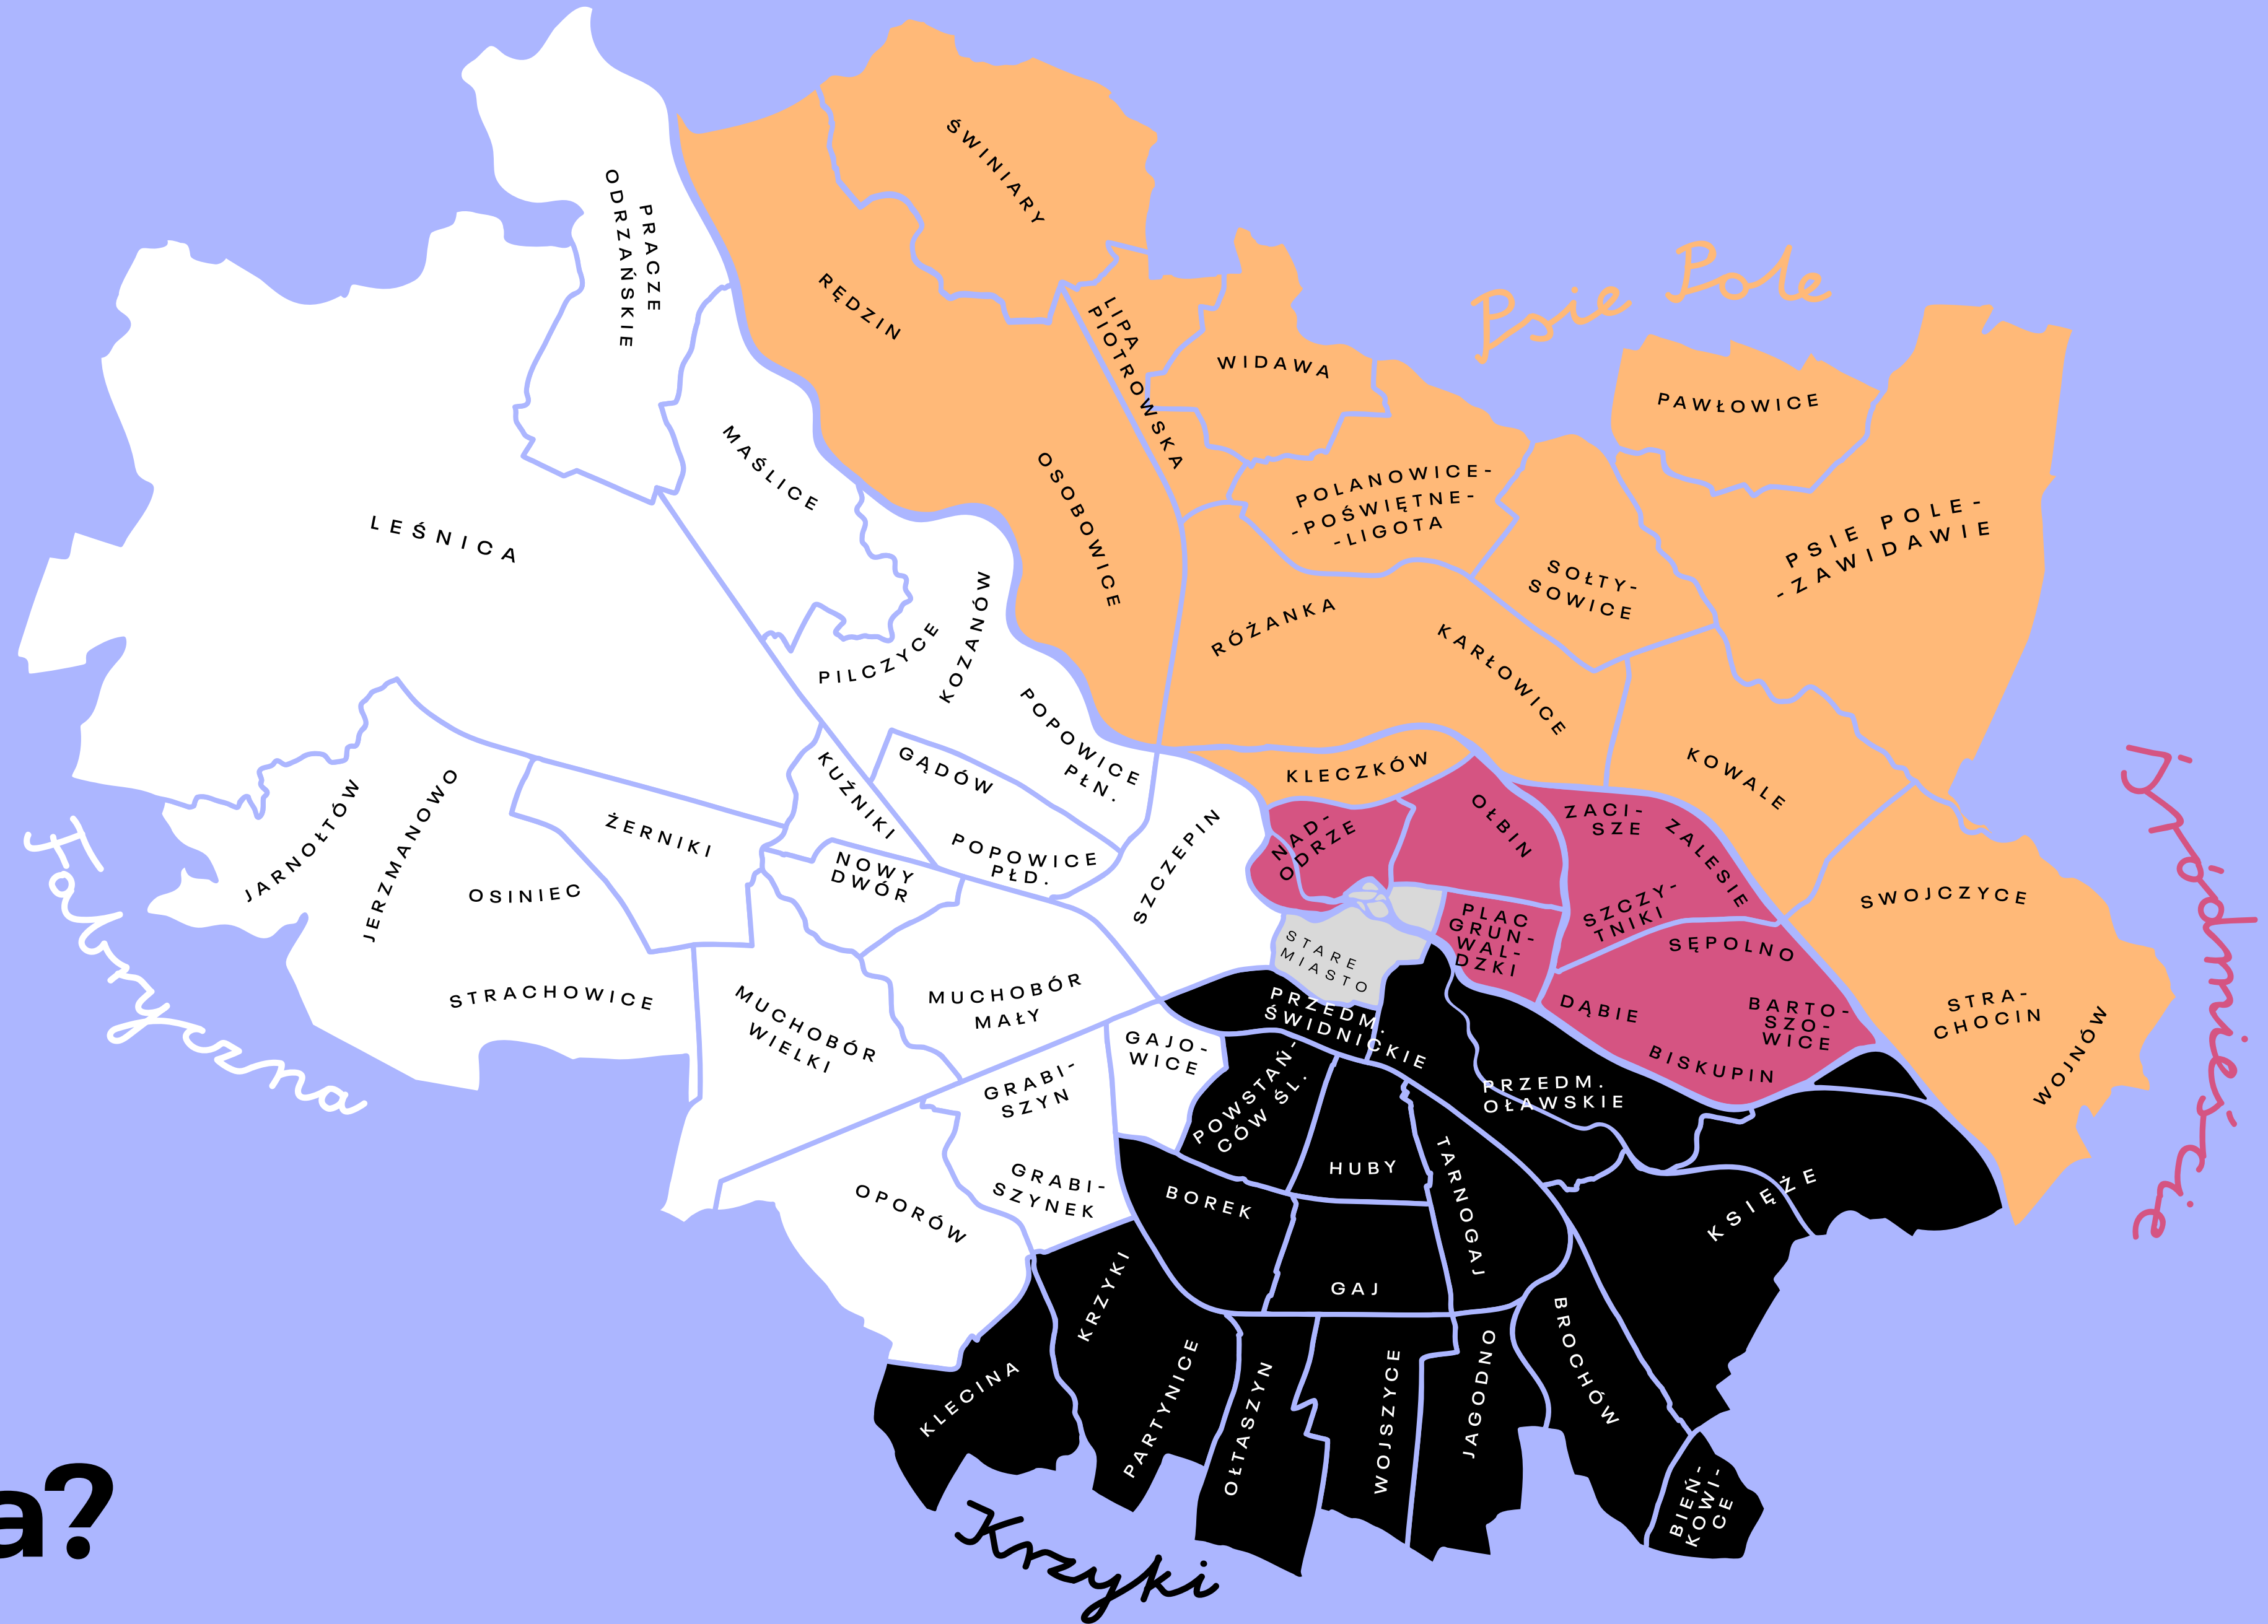 ŚWINIARY
PRACZE
ODRZAŃSKIE
RĘDZIN
LIPA
PIOTROWSKA
WIDAWA
Psie Pole
PAWŁOWICE
MAŚLICE
OSOBOWICE
POLANOWICE-
-POŚWIĘTNE-
-LIGOTA
PSIE POLE-
-ZAWIDAWIE
LEŚNICA
SOŁTY-
SOWICE
RÓŻANKA
KARŁOWICE
PILCZYCE
KOZANÓW
POPOWICE
PŁN.
GĄDÓW
KUŹNIKI
KLECZKÓW
KOWALE
JARNOŁTÓW
JERZMANOWO
ŻERNIKI
OSINIEC
STRACHOWICE
NOWY
DWÓR
POPOWICE
PŁD.
SZCZEPIN
NAD-
ODRZE
OŁBIN
ZACI-
SZE
ZALESIE
SZCZY-
TNIKI
PLAC
GRUN-
WAL-
DZKI
SĘPOLNO
SWOJCZYCE
Śródmieście
Fabryczna
STARE
MIASTO
DĄBIE
BARTO-
SZO-
WICE
BISKUPIN
STRA-
CHOCIN
WOJNÓW
MUCHOBÓR
WIELKI
MUCHOBÓR
MAŁY
GAJO-
WICE
PRZEDM.
ŚWIDNICKIE
GRABI-
SZYN
POWSTAŃ-
CÓW ŚL.
PRZEDM.
OŁAWSKIE
HUBY
TARNOGAJ
KSIĘŻE
OPORÓW
GRABI-
SZYNEK
BOREK
GAJ
KRZYKI
KLECINA
PARTYNICE
OŁTASZYN
WOJSZYCE
JAGODNO
BROCHÓW
BIEŃ-
KOWI-
CE
Krzyki
a?